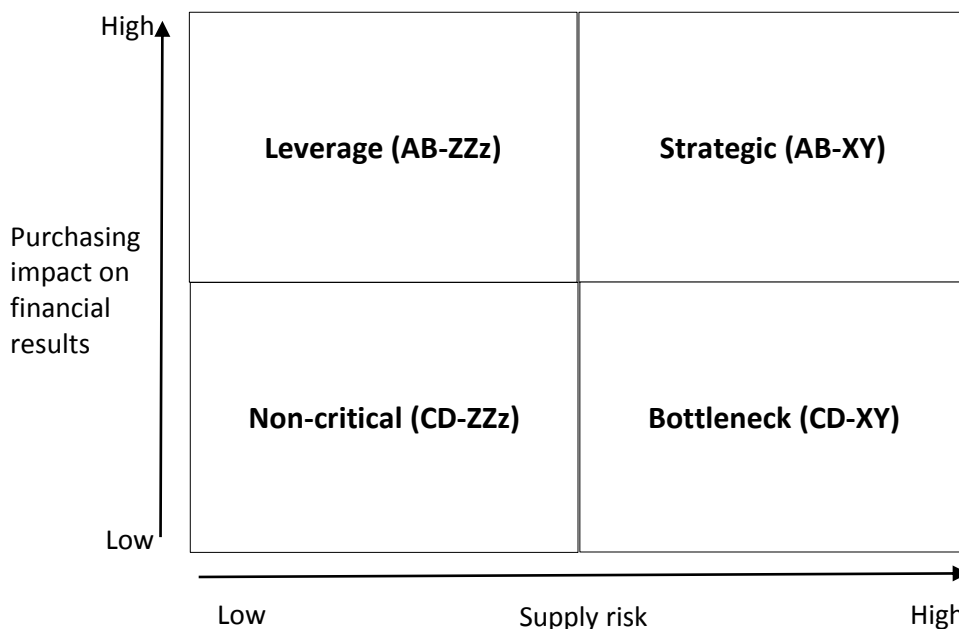 High
Leverage (AB-ZZz)
Strategic (AB-XY)
Purchasing
impact on
financial
results
Non-critical (CD-ZZz)
Bottleneck (CD-XY)
Low
Low
Supply risk
High